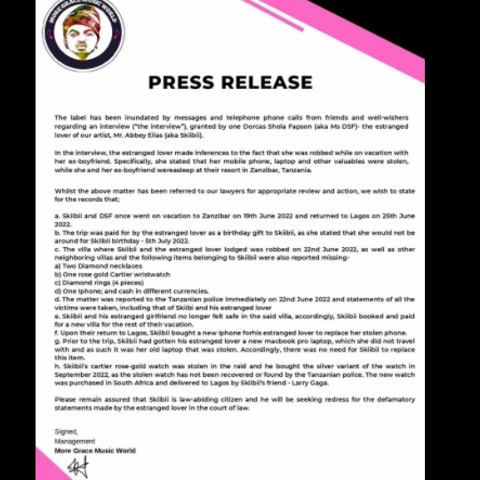 MORE GRACE MUSIC WORLD
PRESS RELEASE
The label has been inundated by messages and telephone phone calls from friends and well-wishers
regarding an interview ("the interview"), granted by one Dorcas Shola Fapson (aka Ms DSF)- the estranged
lover of our artist, Mr. Abbey Elias (aka Skiibii).
In the interview, the estranged lover made inferences to the fact that she was robbed while on vacation with
her ex-boyfriend. Specifically, she stated that her mobile phone, laptop and other valuables were stolen,
while she and her ex-boyfriend wereasleep at their resort in Zanzibar, Tanzania.
Whilst the above matter has been referred to our lawyers for appropriate review and action, we wish to state
for the records that;
a. Skiibii and DSF once went on vacation to Zanzibar on 19th June 2022 and returned to Lagos on 25th June
2022.
b. The trip was paid for by the estranged lover as a birthday gift to Skiibii, as she stated that she would not be
around for Skiibii birthday - 5th July 2022.
c. The villa where Skiibii and the estranged lover lodged was robbed on 22nd June 2022, as well as other
neighboring villas and the following items belonging to Skiibii were also reported missing-
a) Two Diamond necklaces
b) One rose gold Cartier wristwatch
c) Diamond rings (4 pieces)
d) One Iphone; and cash in different currencies.
d. The matter was reported to the Tanzanian police immediately on 22nd June 2022 and statements of all the
victims were taken, including that of Skiibi and his estranged lover
e. Skiibii and his estranged girlfriend no longer felt safe in the said villa, accordingly, Skiibii booked and paid
for a new villa for the rest of their vacation.
f. Upon their return to Lagos, Skiibii bought a new iphone forhis estranged lover to replace her stolen phone.
g. Prior to the trip, Skiibii had gotten his estranged lover a new macbook pro laptop, which she did not travel
with and as such it was her old laptop that was stolen. Accordingly, there was no need for Skiibii to replace
this item.
h. Skiibii's cartier rose-gold watch was stolen in the raid and he bought the silver variant of the watch in
September 2022, as the stolen watch has not been recovered or found by the Tanzanian police. The new watch
was purchased in South Africa and delivered to Lagos by Skiibii's friend - Larry Gaga.
Please remain assured that Skiibii is law-abiding citizen and he will be seeking redress for the defamatory
statements made by the estranged lover in the court of law.
Signed,
Management
More Grace Music World